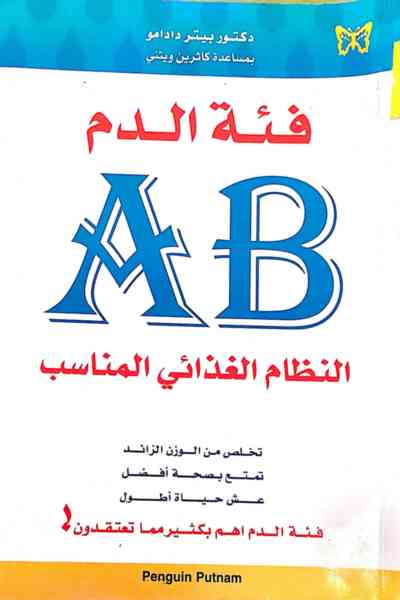 دكتور بيتر دادامو
بمساعدة كاثرين ويتني
فئة الدم
AB
النظام الغذائي المناسب
تخلص من الوزن الزائد
تمتع بصحة أفضل
عش حياة أطول
فئة الدم اهم بكثير مما تعتقدون!
Penguin Putnam